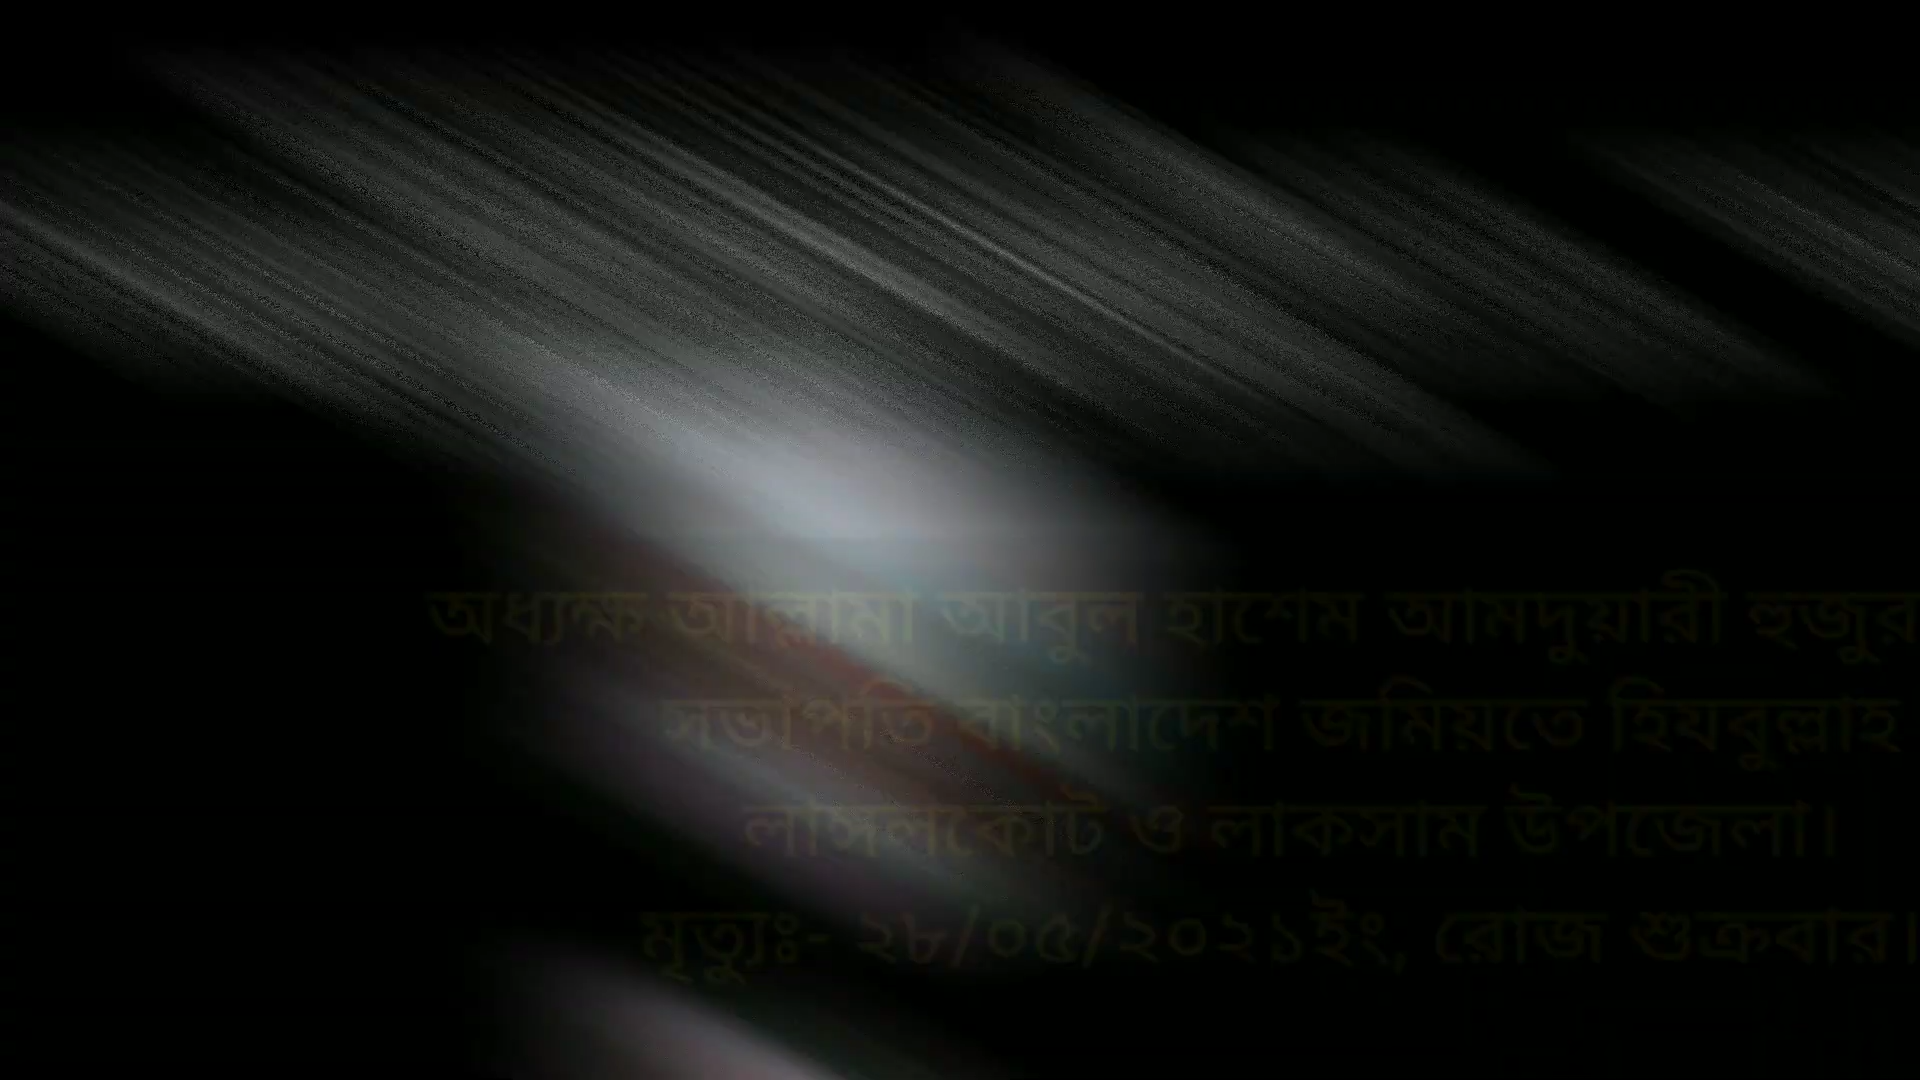 অধ্যক্ষ আল্লামা আবুল হাশেম আমদুয়ারী হুজুর
সভাপতি বাংলাদেশ জমিয়তে হিযবুল্লাহ
লাঙ্গলকোট ও লাকসাম উপজেলা।
মৃত্যুঃ- ২৮/০৫/২০২১ইং, রোজ শুক্রবার।